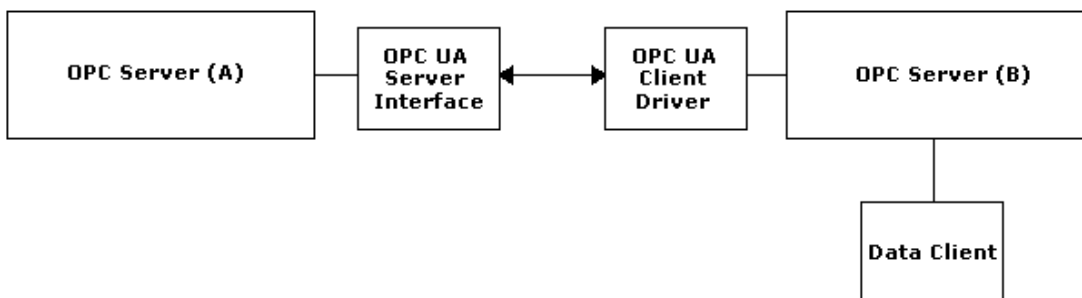 OPC Server (A)
OPC UA
Server
Interface
OPC UA
Client
Driver
OPC Server (B)
Data Client